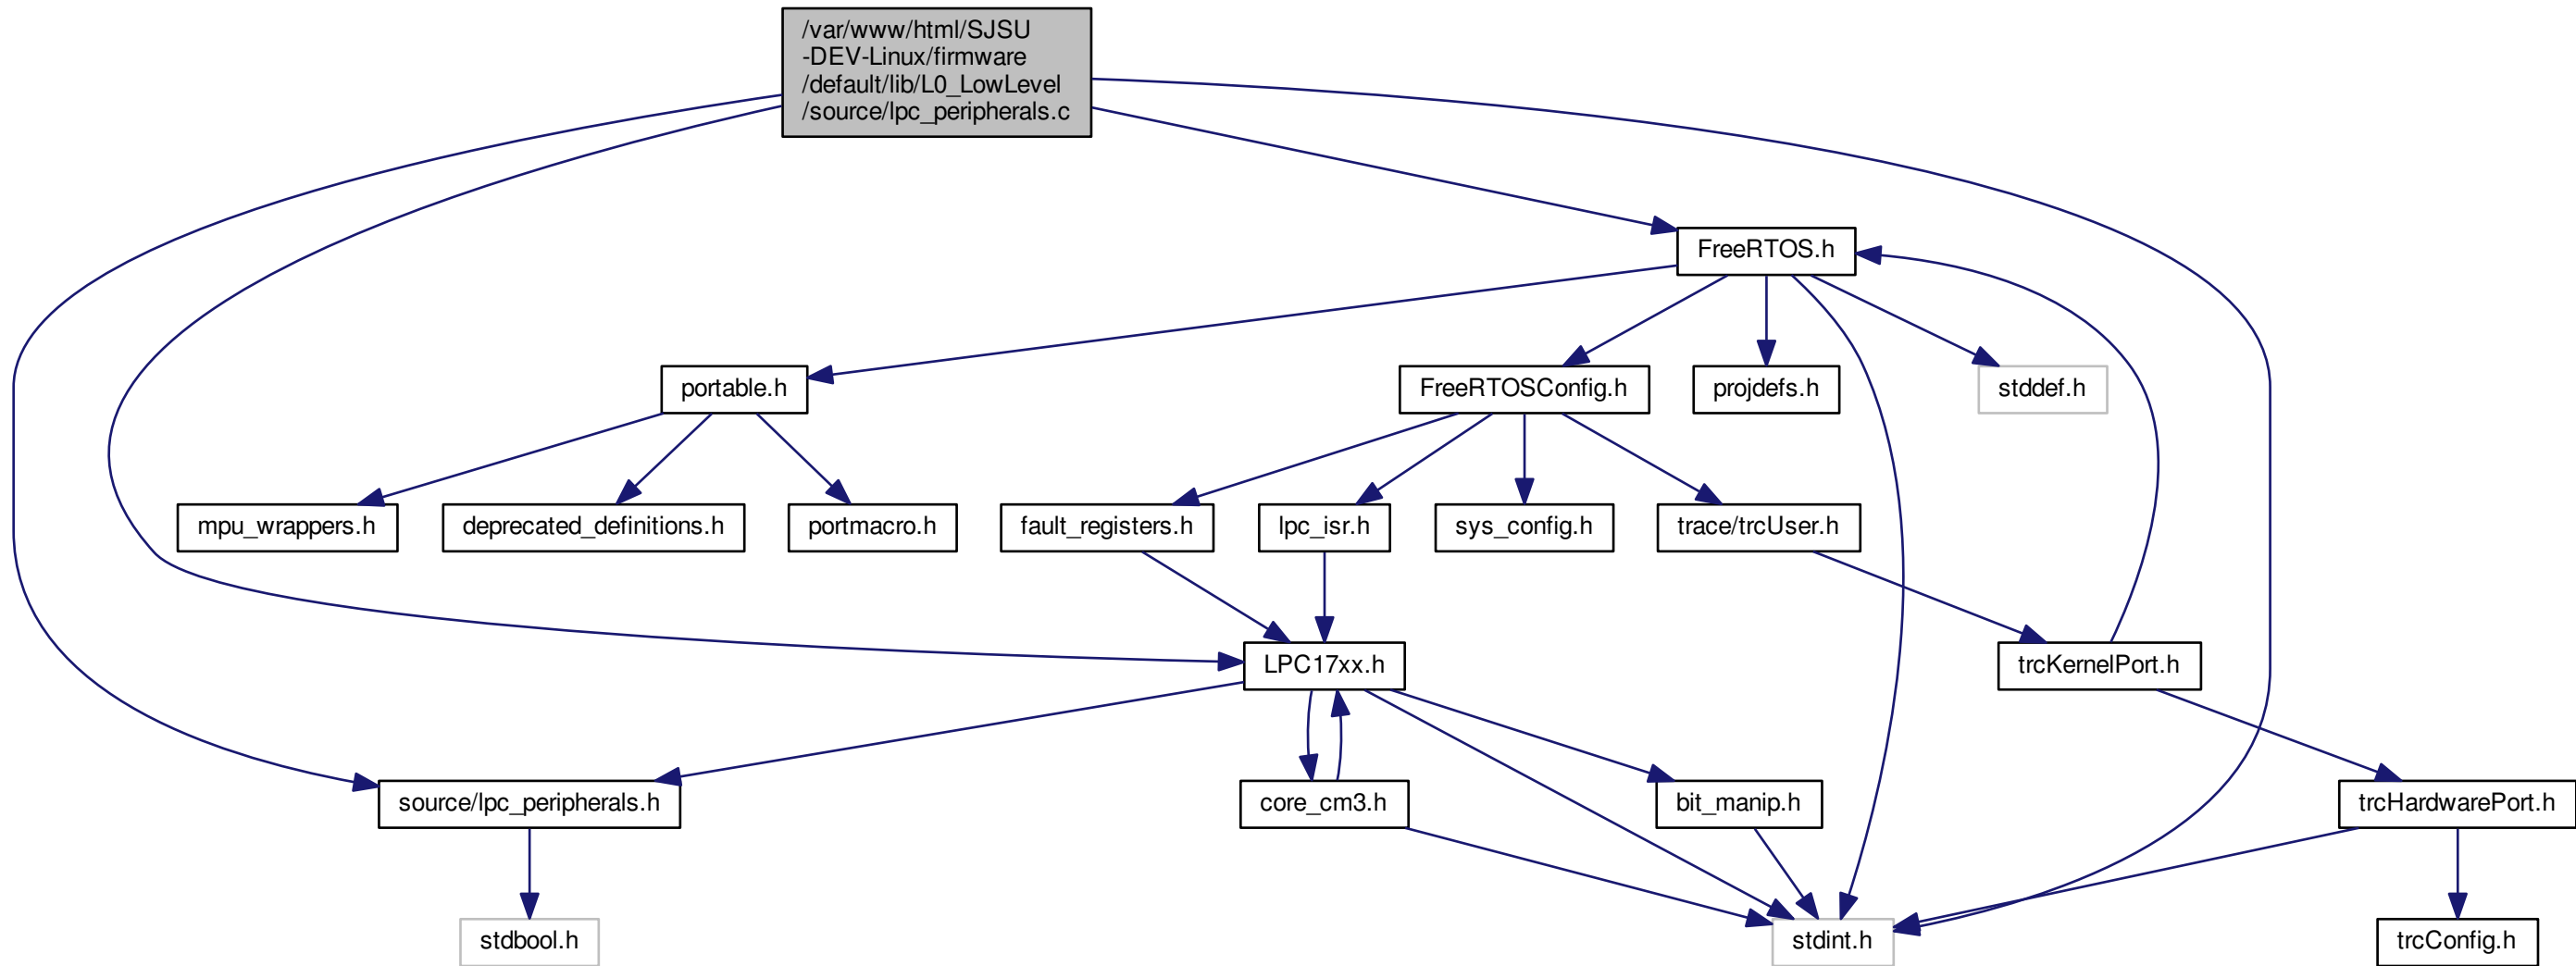 /var/www/html/SJSU
-DEV-Linux/firmware
/default/lib/L0_LowLevel
/source/lpc_peripherals.c
FreeRTOS.h
portable.h
FreeRTOSConfig.h
projdefs.h
stddef.h
mpu_wrappers.h
deprecated_definitions.h
portmacro.h
fault_registers.h
lpc_isr.h
sys_config.h
trace/trcUser.h
LPC17xx.h
trcKernelPort.h
source/lpc_peripherals.h
core_cm3.h
bit_manip.h
trcHardwarePort.h
stdbool.h
stdint.h
trcConfig.h